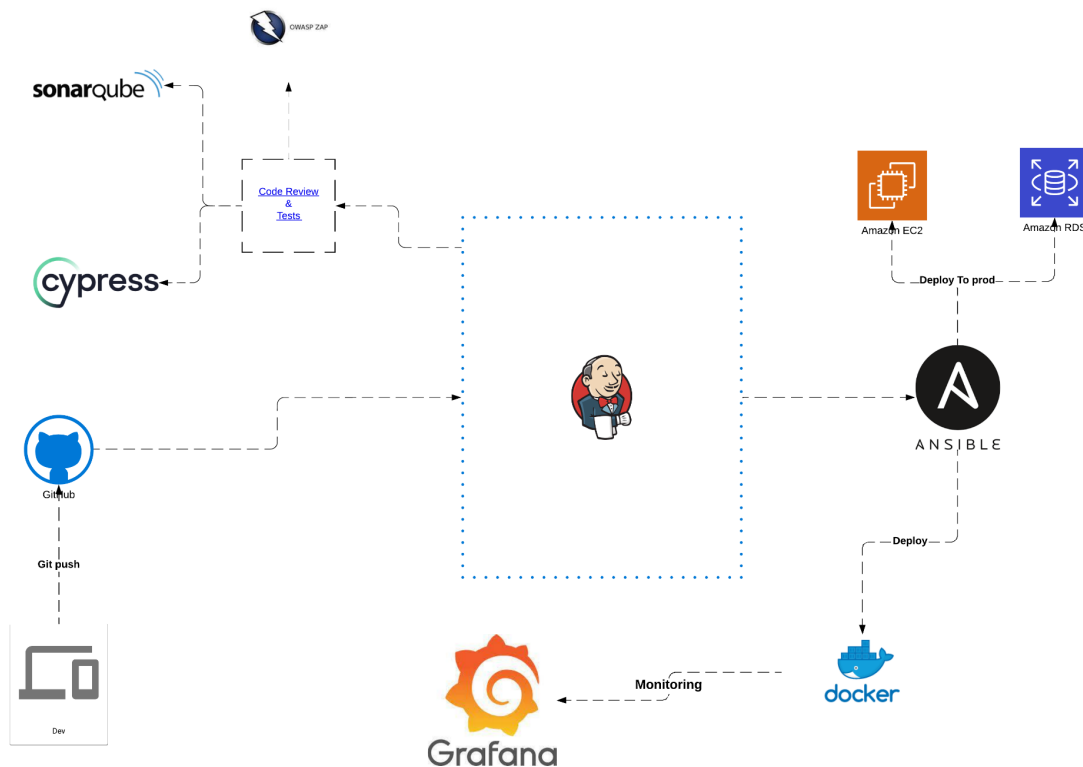 OWASP ZAP
sonarqube
Code Review
&
Tests
Amazon EC2
Amazon RDS
cypress
Deploy To prod
ANSIBLE
GitHub
Git push
Deploy
Monitoring
docker
Dev
Grafana